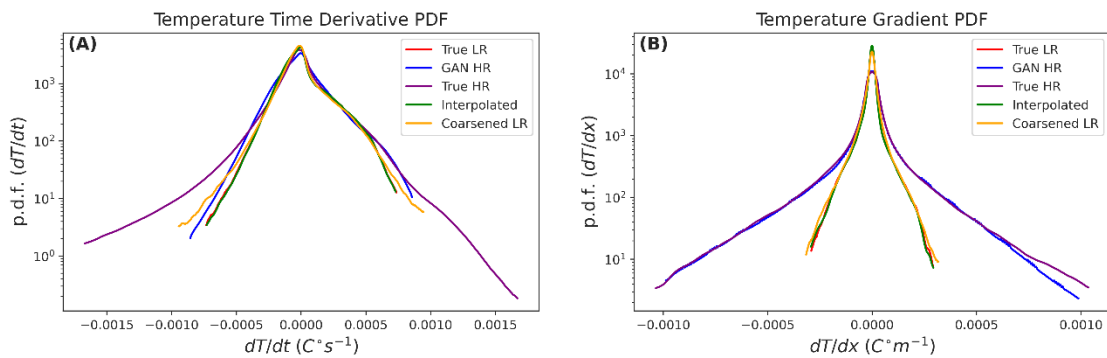 Temperature Time Derivative PDF
(A)
True LR
GAN HR
True HR
Interpolated
Coarsened LR
p.d.f. (dT/dt)
10³
10²
10¹
10⁰
−0.0015 −0.0010 −0.0005 0.0000 0.0005 0.0010 0.0015
dT/dt (C°s⁻¹)
Temperature Gradient PDF
(B)
True LR
GAN HR
True HR
Interpolated
Coarsened LR
p.d.f. (dT/dx)
10⁴
10³
10²
10¹
−0.0010 −0.0005 0.0000 0.0005 0.0010
dT/dx (C°m⁻¹)